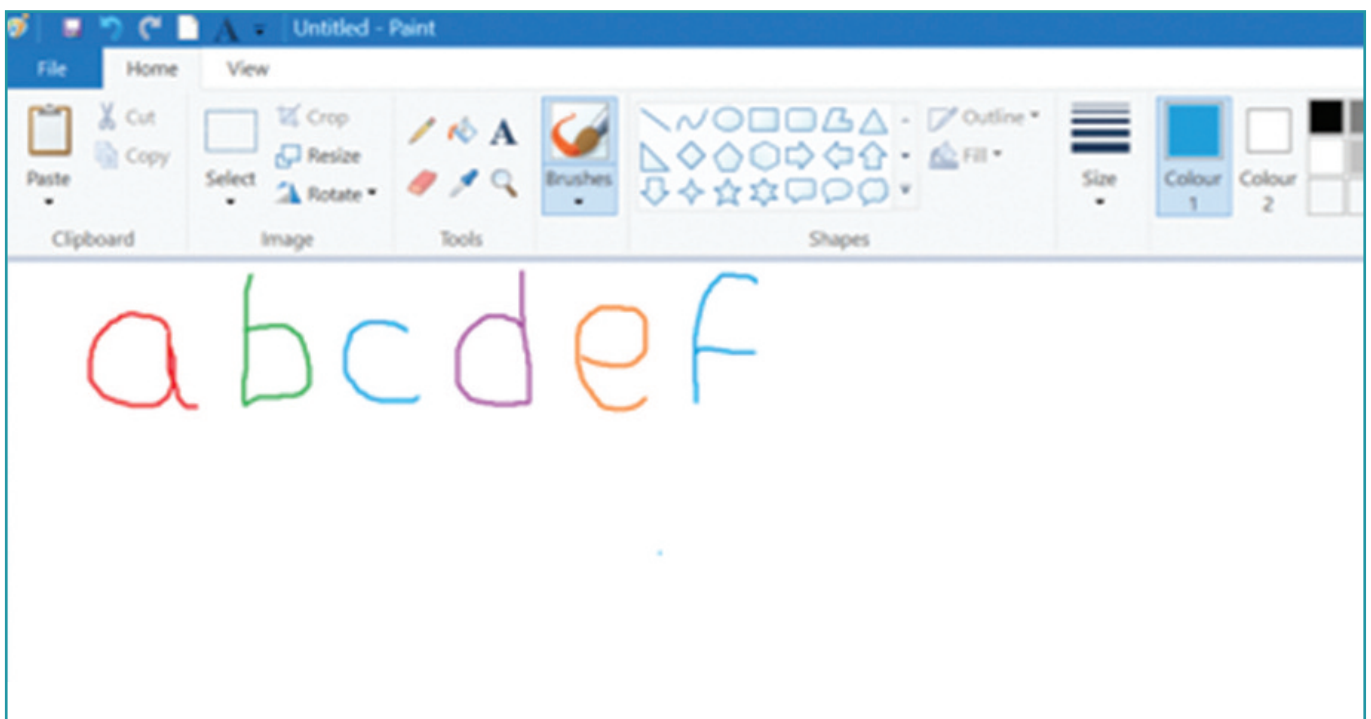 A Untitled - Paint
File Home View
Paste Cut Copy Select Crop Resize Rotate A Brushes Outline Fill Size Colour 1 Colour 2
Clipboard Image Tools Shapes
a b c d e f